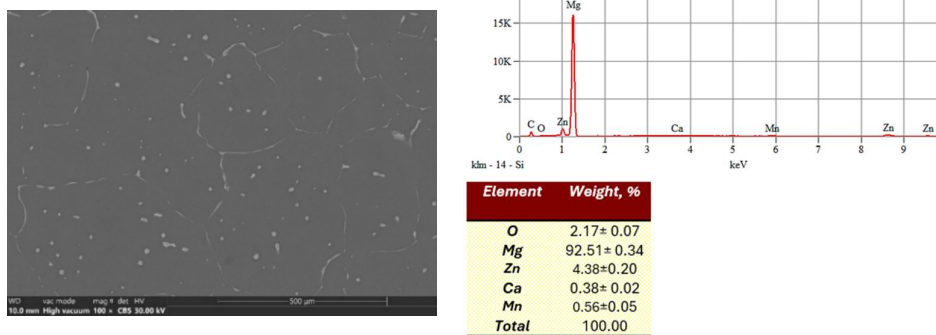 WD vac mode mag ⊞ det HV 500 µm
10.0 mm High vacuum 100 × CBS 30.00 kV
Mg
15K
10K
5K
0
C O Zn Ca Mn Zn Zn
0 1 2 3 4 5 6 7 8 9
klm - 14 - Si keV
Element Weight, %
O 2.17± 0.07
Mg 92.51± 0.34
Zn 4.38±0.20
Ca 0.38± 0.02
Mn 0.56±0.05
Total 100.00